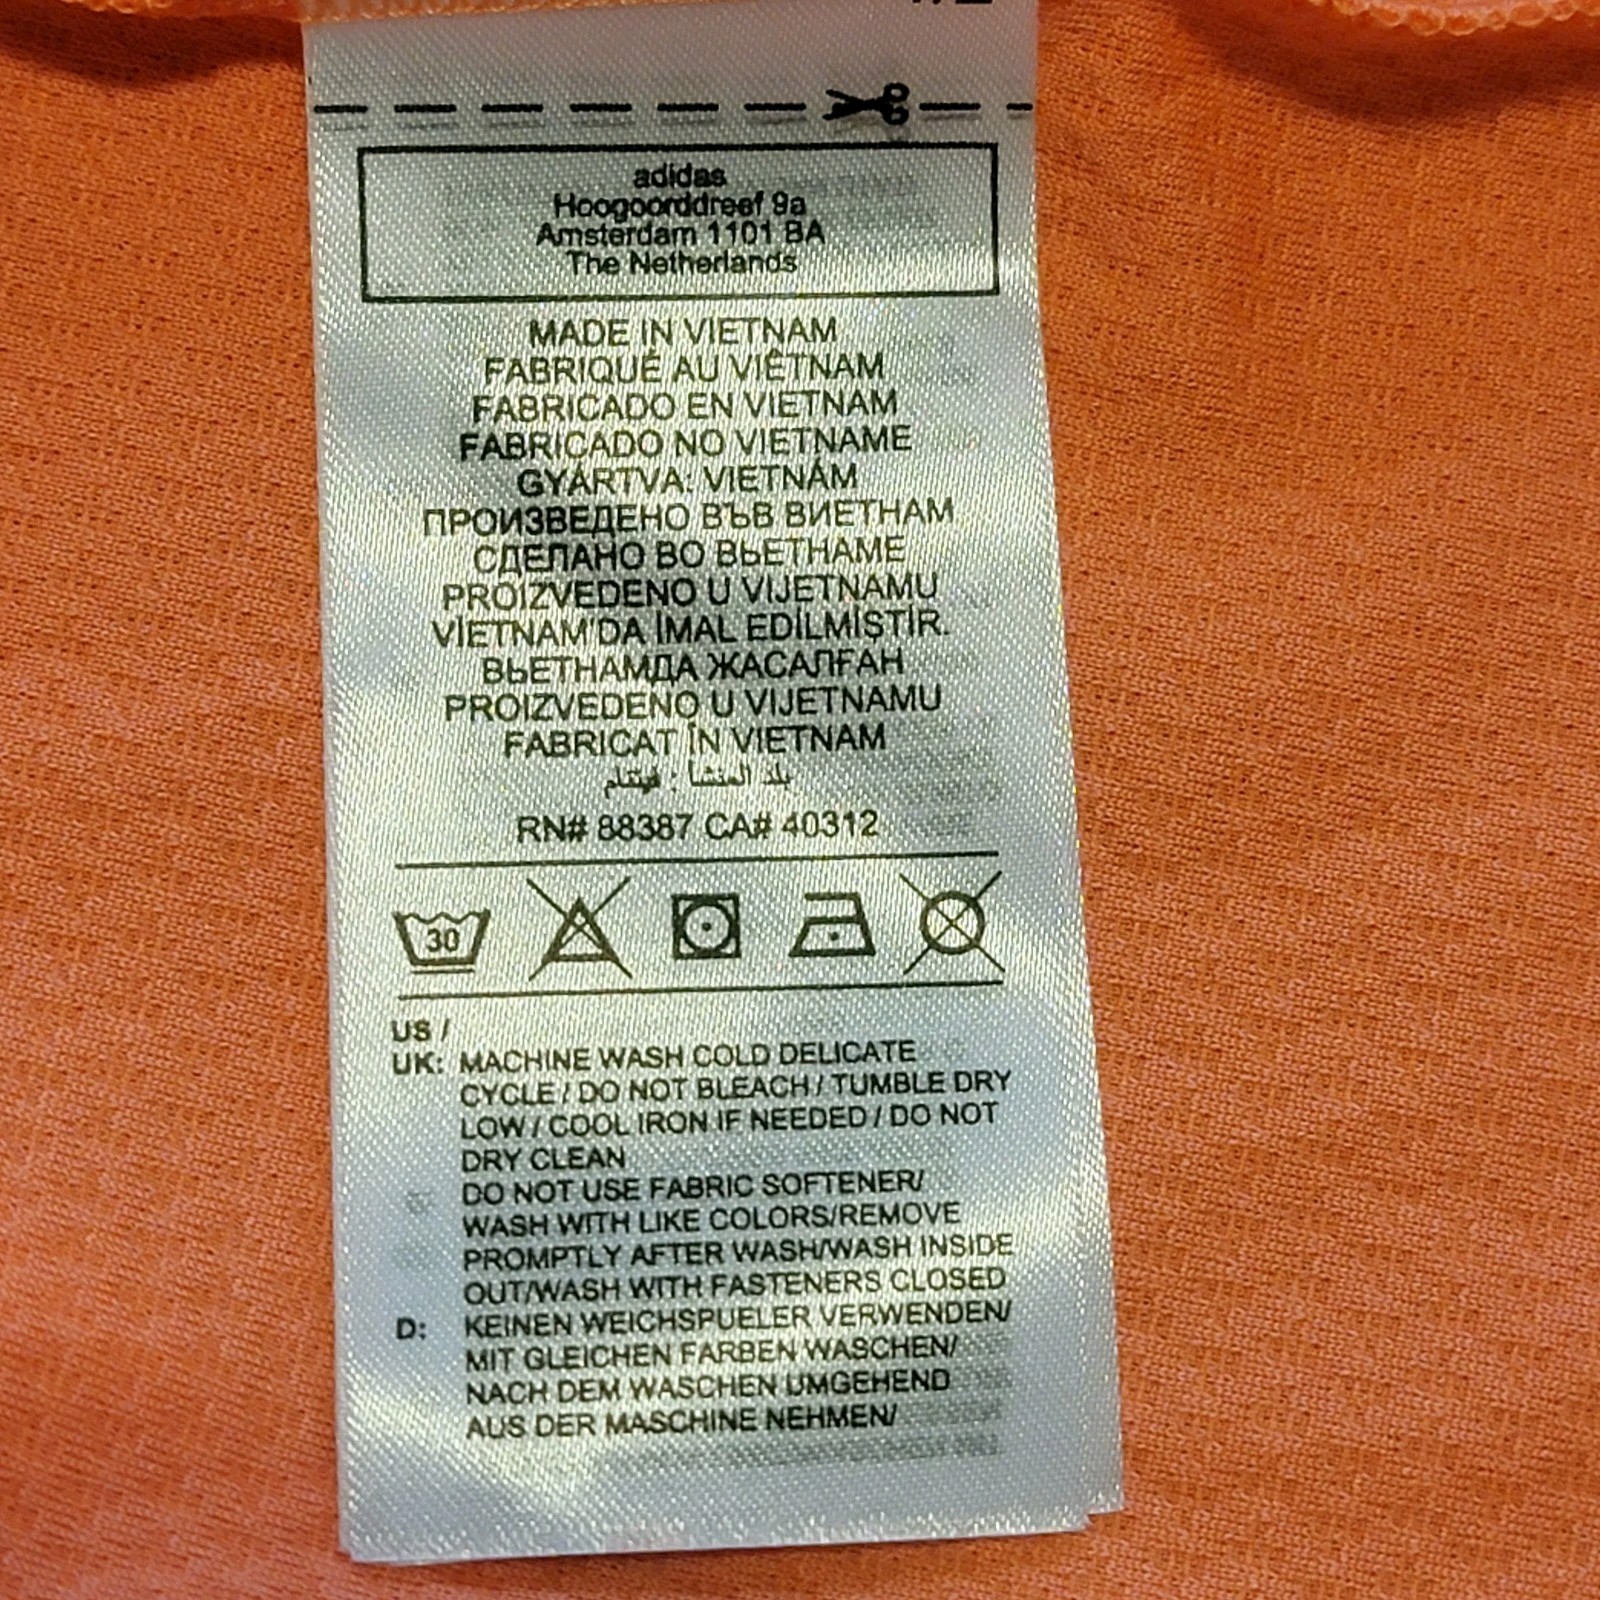 adidas
Hoogoorddreef 9a
Amsterdam 1101 BA
The Netherlands
MADE IN VIETNAM
FABRIQUÉ AU VIÊTNAM
FABRICADO EN VIETNAM
FABRICADO NO VIETNAME
GYÁRTVA: VIETNÁM
ПРОИЗВЕДЕНО ВЪВ ВИЕТНАМ
СДЕЛАНО ВО ВЬЕТНАМЕ
PROIZVEDENO U VIJETNAMU
VİETNAM'DA İMAL EDİLMİŞTİR.
ВЬЕТНАМДА ЖАСАЛҒАН
PROIZVEDENO U VIJETNAMU
FABRICAT ÎN VIETNAM
بلد المنشأ : فيتنام
RN# 88387 CA# 40312
30
US /
UK: MACHINE WASH COLD DELICATE
CYCLE / DO NOT BLEACH / TUMBLE DRY
LOW / COOL IRON IF NEEDED / DO NOT
DRY CLEAN
DO NOT USE FABRIC SOFTENER/
WASH WITH LIKE COLORS/REMOVE
PROMPTLY AFTER WASH/WASH INSIDE
OUT/WASH WITH FASTENERS CLOSED
D: KEINEN WEICHSPUELER VERWENDEN/
MIT GLEICHEN FARBEN WASCHEN/
NACH DEM WASCHEN UMGEHEND
AUS DER MASCHINE NEHMEN/